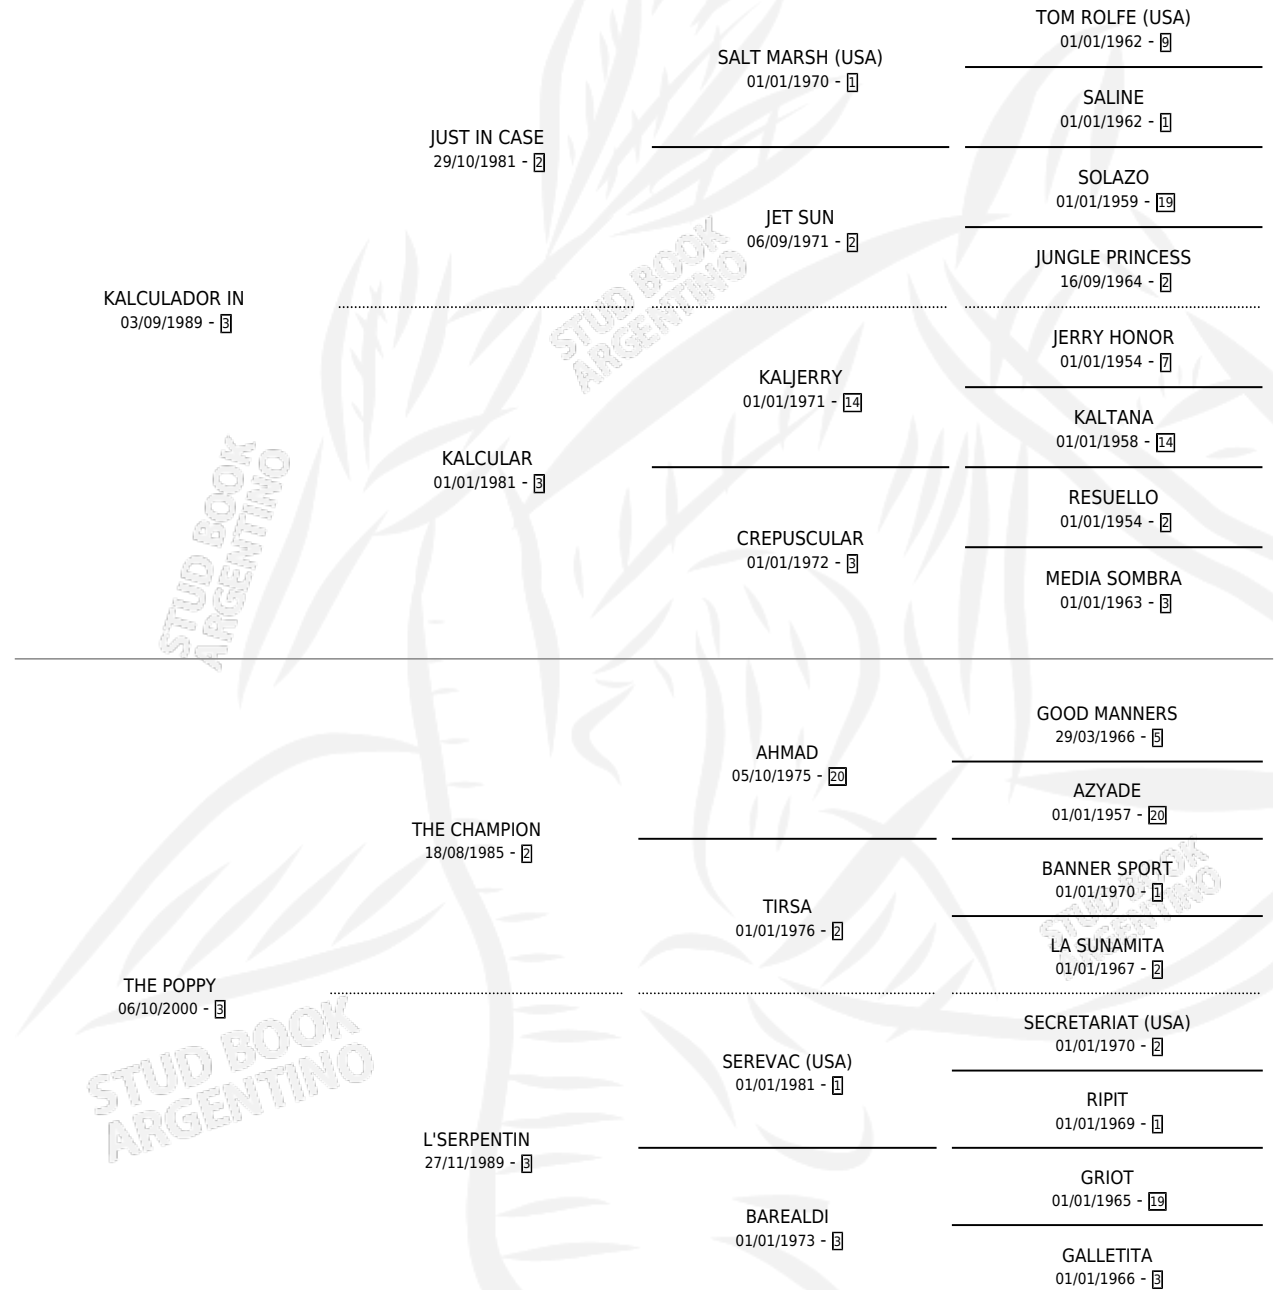 TOM ROLFE (USA)
01/01/1962 - 9
SALT MARSH (USA)
01/01/1970 - 1
SALINE
01/01/1962 - 1
JUST IN CASE
29/10/1981 - 2
SOLAZO
01/01/1959 - 19
JET SUN
06/09/1971 - 2
JUNGLE PRINCESS
16/09/1964 - 2
KALCULADOR IN
03/09/1989 - 3
JERRY HONOR
01/01/1954 - 7
KALJERRY
01/01/1971 - 14
KALTANA
01/01/1958 - 14
KALCULAR
01/01/1981 - 3
RESUELLO
01/01/1954 - 2
CREPUSCULAR
01/01/1972 - 3
MEDIA SOMBRA
01/01/1963 - 3
GOOD MANNERS
29/03/1966 - 5
AHMAD
05/10/1975 - 20
AZYADE
01/01/1957 - 20
THE CHAMPION
18/08/1985 - 2
BANNER SPORT
01/01/1970 - 1
TIRSA
01/01/1976 - 2
LA SUNAMITA
01/01/1967 - 2
THE POPPY
06/10/2000 - 3
SECRETARIAT (USA)
01/01/1970 - 2
SEREVAC (USA)
01/01/1981 - 1
RIPIT
01/01/1969 - 1
L'SERPENTIN
27/11/1989 - 3
GRIOT
01/01/1965 - 19
BAREALDI
01/01/1973 - 3
GALLETITA
01/01/1966 - 3
STUD BOOK
ARGENTINO
STUD BOOK
ARGENTINO
STUD BOOK
ARGENTINO
STUD BOOK
ARGENTINO